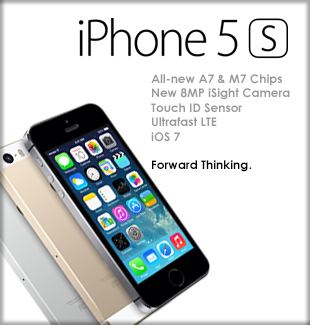 iPhone 5 S
All-new A7 & M7 Chips
New 8MP iSight Camera
Touch ID Sensor
Ultrafast LTE
iOS 7
Forward Thinking.